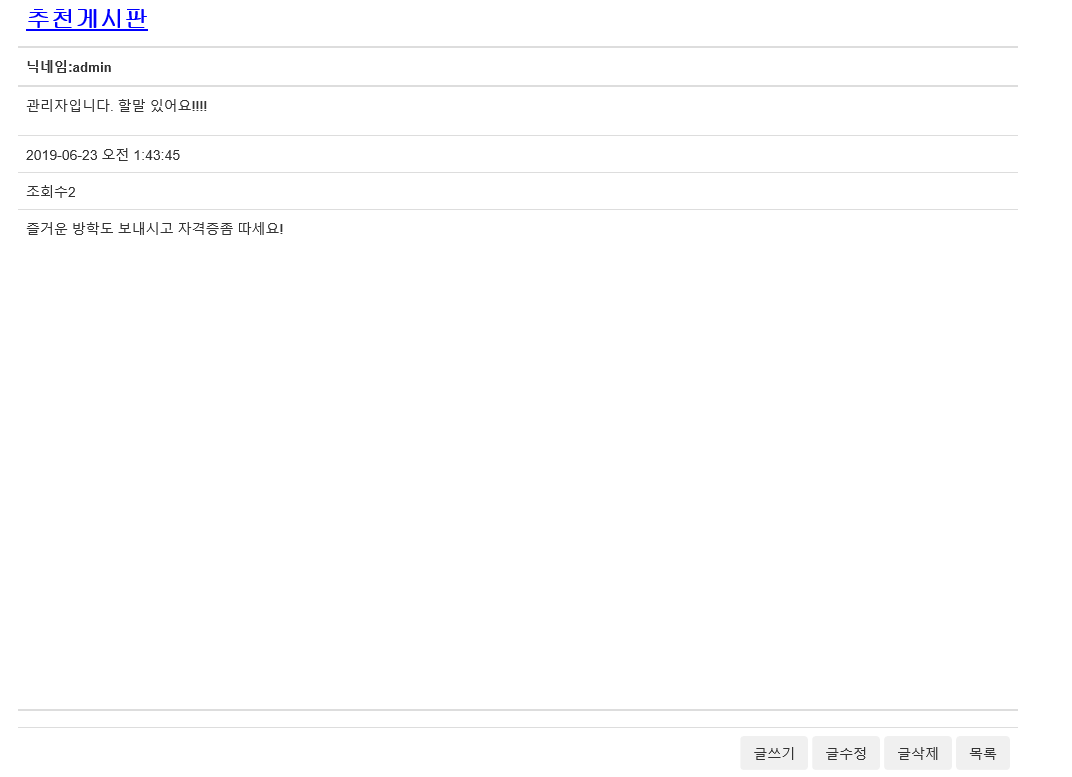 추천게시판
닉네임:admin
관리자입니다. 할말 있어요!!!!
2019-06-23 오전 1:43:45
조회수2
즐거운 방학도 보내시고 자격증좀 따세요!
글쓰기 글수정 글삭제 목록